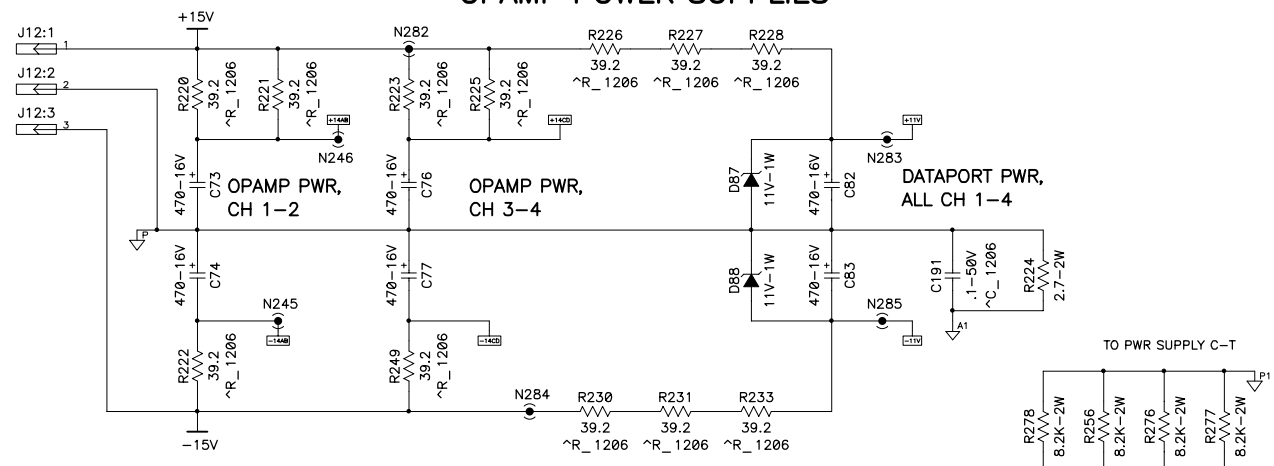 OPAMP POWER SUPPLIES
+15V
J12:1
1
J12:2
2
J12:3
3
R220
39.2
^R_1206
R221
39.2
^R_1206
N282
R223
39.2
^R_1206
R225
39.2
^R_1206
R226
39.2
^R_1206
R227
39.2
^R_1206
R228
39.2
^R_1206
+14AB
N246
+14CD
+11V
N283
470-16V
+
C73
OPAMP PWR,
CH 1-2
470-16V
+
C76
OPAMP PWR,
CH 3-4
D87
11V-1W
470-16V
+
C82
DATAPORT PWR,
ALL CH 1-4
P
470-16V
+
C74
470-16V
+
C77
D88
11V-1W
470-16V
+
C83
C191
.1-50V
^C_1206
R224
2.7-2W
N245
-14AB
-14CD
N285
-11V
A1
R222
39.2
^R_1206
R249
39.2
^R_1206
N284
R230
39.2
^R_1206
R231
39.2
^R_1206
R233
39.2
^R_1206
-15V
TO PWR SUPPLY C-T
P1
R278
8.2K-2W
R256
8.2K-2W
R276
8.2K-2W
R277
8.2K-2W